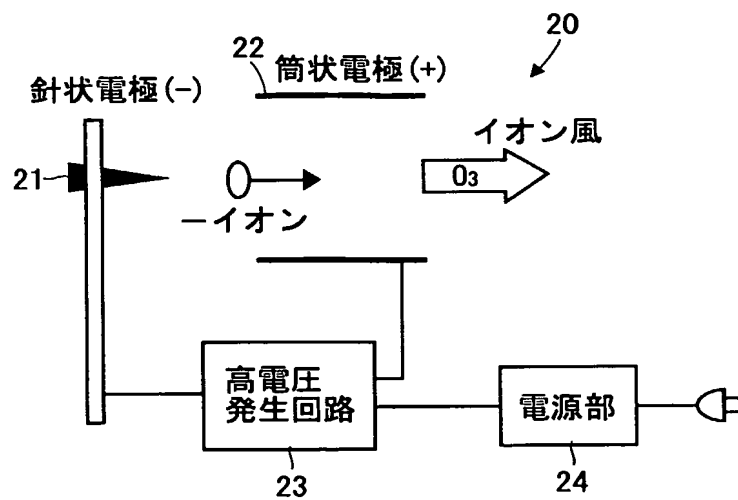 20
22
筒状電極(+)
針状電極(-)
イオン風
21
O₃
－イオン
高電圧
発生回路
電源部
23
24